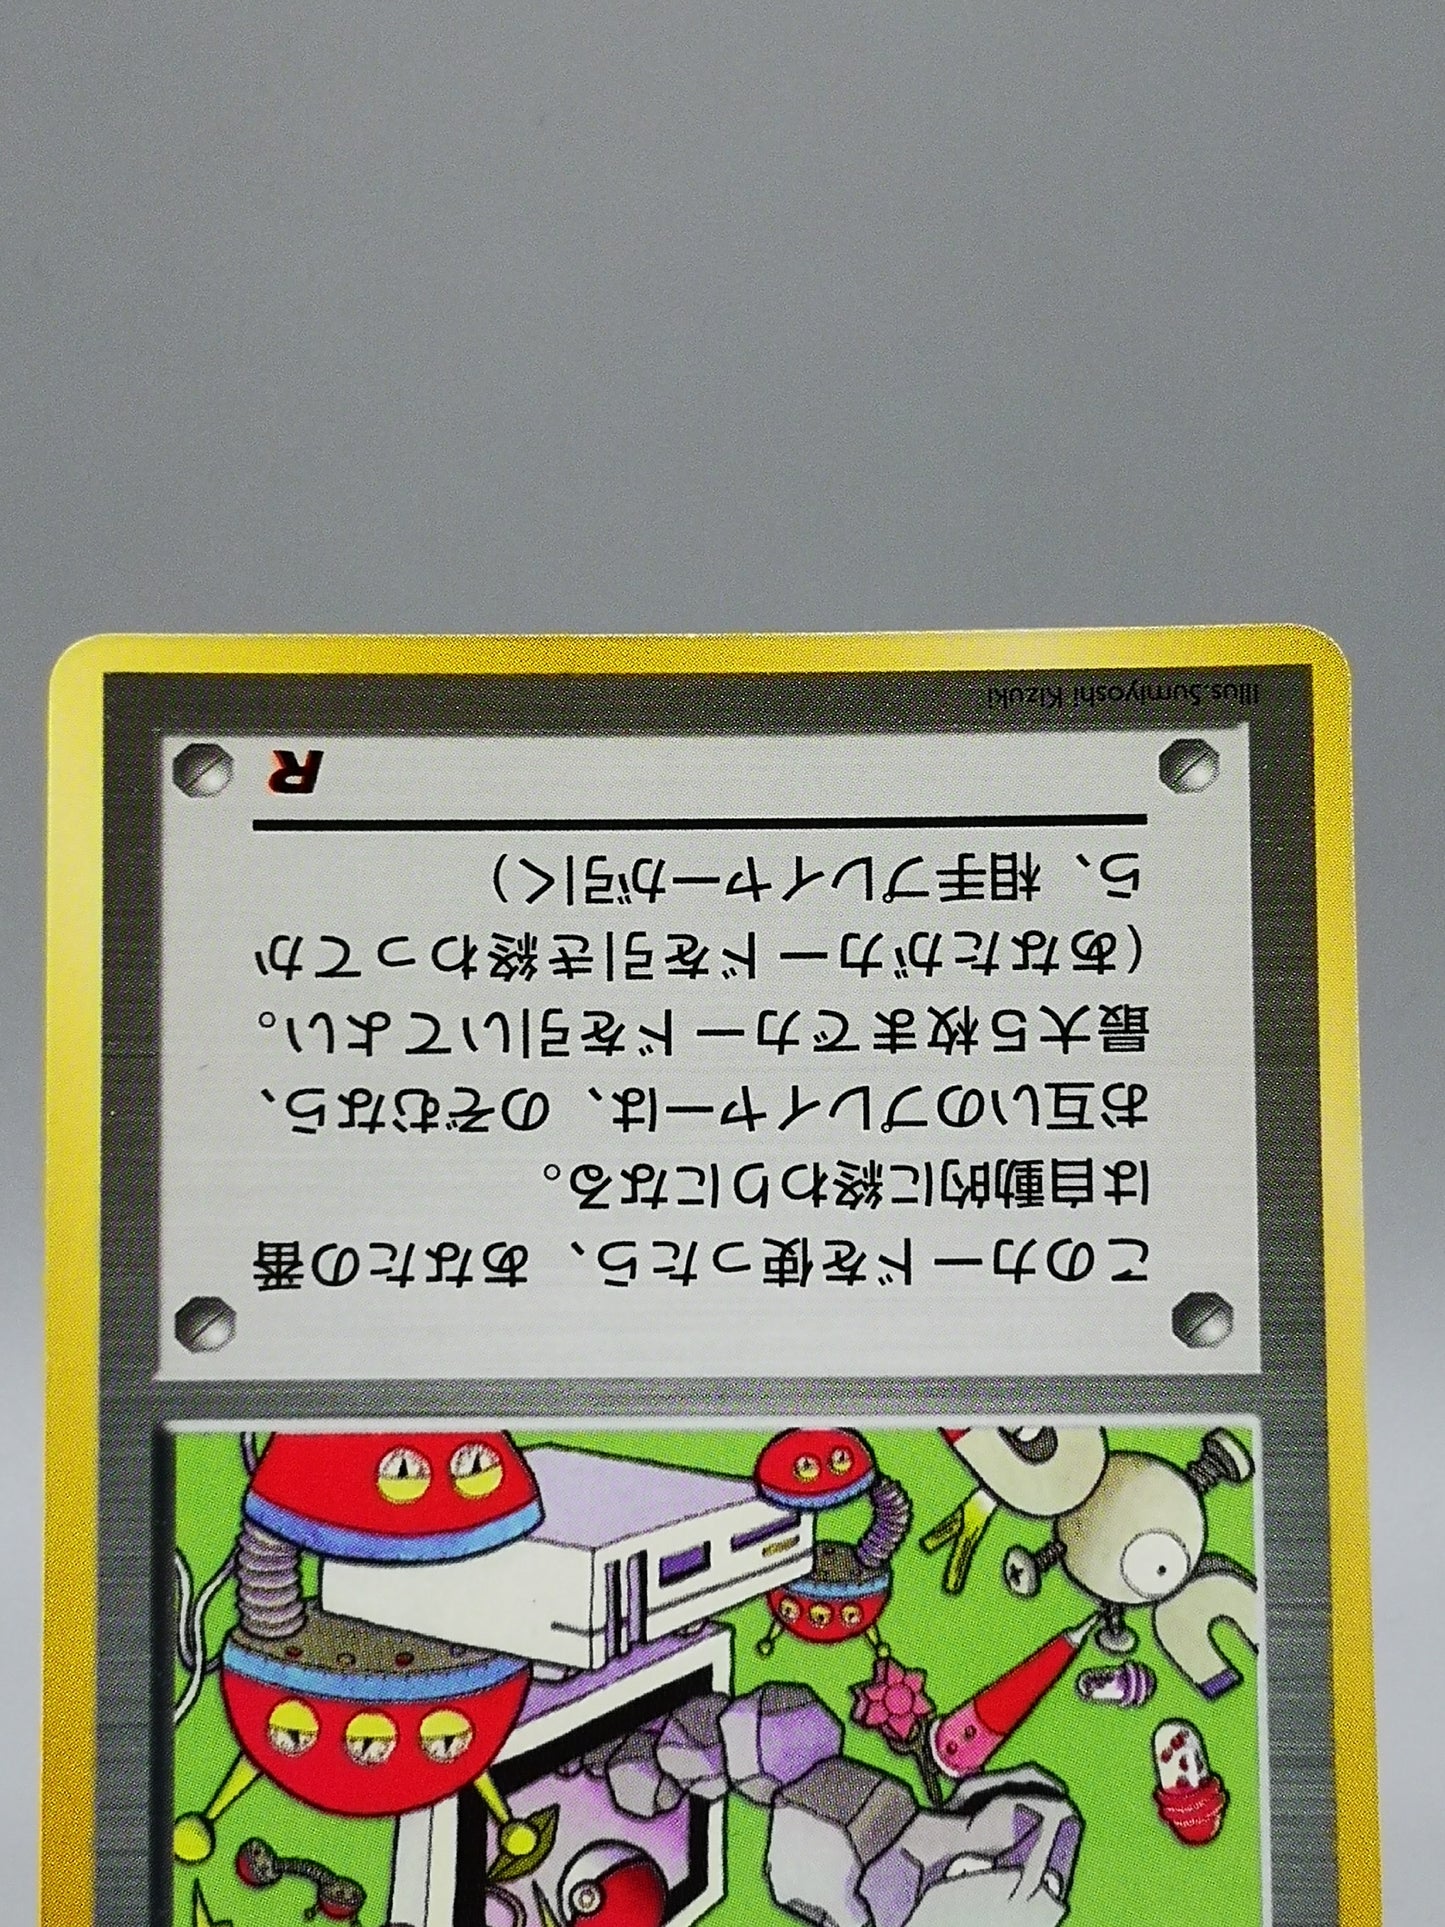 このカードを使ったら、あなたの番
は自動的に終わりになる。
お互いのプレイヤーは、のぞむなら、
最大5枚までカードを引いてよい。
（あなたがカードを引き終わってか
ら、相手プレイヤーが引く）
R
Illus.Sumiyoshi Kizuki